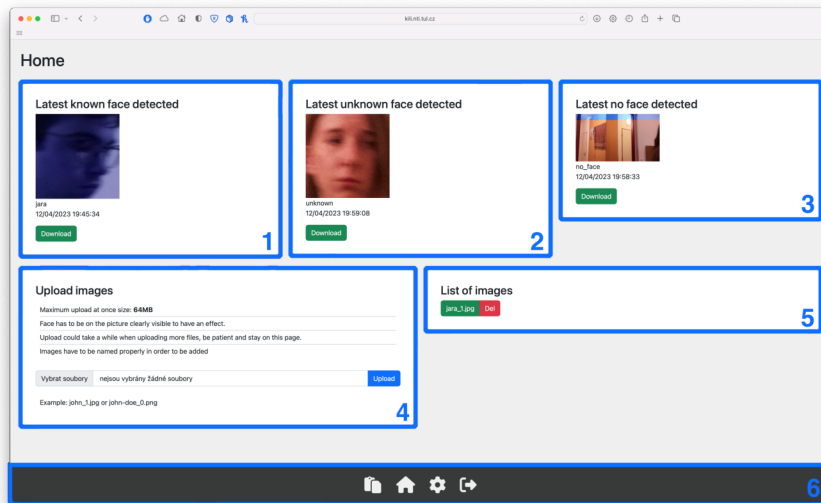 kili.nti.tul.cz
Home
Latest known face detected
jara
12/04/2023 19:45:34
Download
1
Latest unknown face detected
unknown
12/04/2023 19:59:08
Download
2
Latest no face detected
no_face
12/04/2023 19:58:33
Download
3
Upload images
Maximum upload at once size: 64MB
Face has to be on the picture clearly visible to have an effect.
Upload could take a while when uploading more files, be patient and stay on this page.
Images have to be named properly in order to be added
Vybrat soubory nejsou vybrány žádné soubory Upload
Example: john_1.jpg or john-doe_0.png
4
List of images
jara_1.jpg Del
5
6